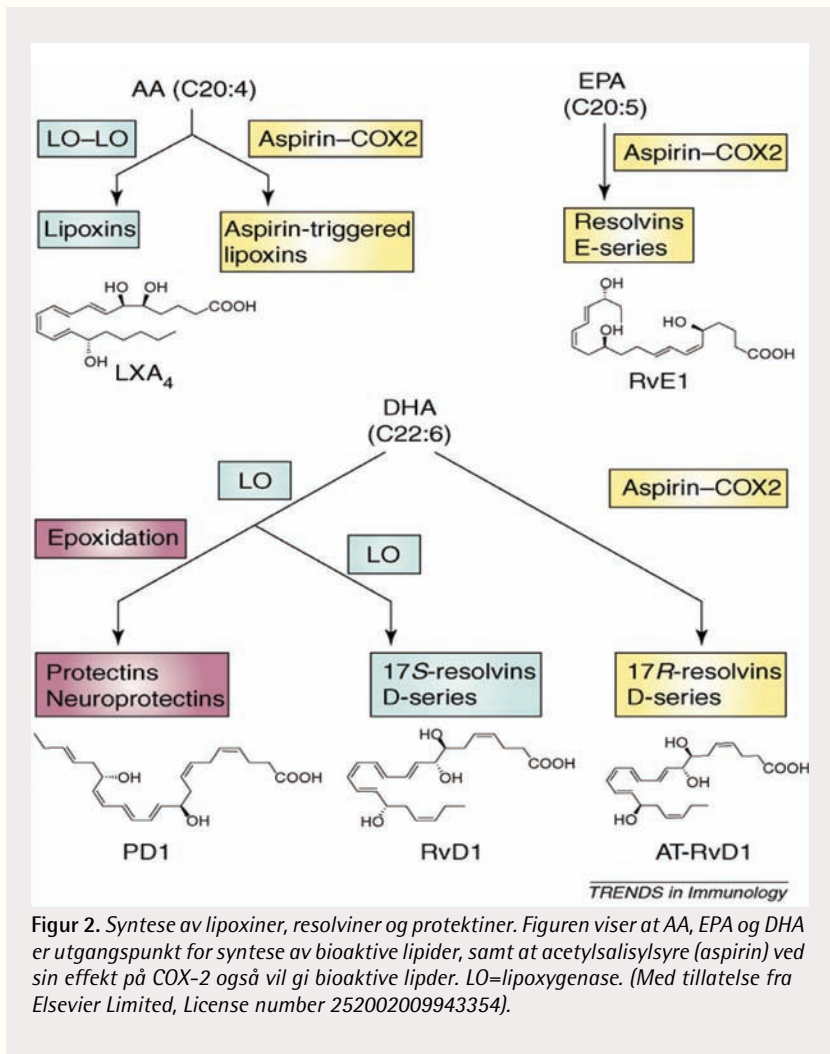 AA (C20:4)
EPA
(C20:5)
LO–LO
Aspirin–COX2
Aspirin–COX2
Lipoxins
Aspirin-triggered
lipoxins
Resolvins
E-series
HO OH
COOH
OH
LXA4
OH
OH
HO
COOH
RvE1
DHA
(C22:6)
LO
Aspirin–COX2
Epoxidation
LO
Protectins
Neuroprotectins
17S-resolvins
D-series
17R-resolvins
D-series
OH
COOH
OH
PD1
HO
OH
COOH
HO
RvD1
HO
OH
COOH
HO
AT-RvD1
TRENDS in Immunology
Figur 2. Syntese av lipoxiner, resolviner og protektiner. Figuren viser at AA, EPA og DHA
er utgangspunkt for syntese av bioaktive lipider, samt at acetylsalisylsyre (aspirin) ved
sin effekt på COX-2 også vil gi bioaktive lipder. LO=lipoxygenase. (Med tillatelse fra
Elsevier Limited, License number 252002009943354).